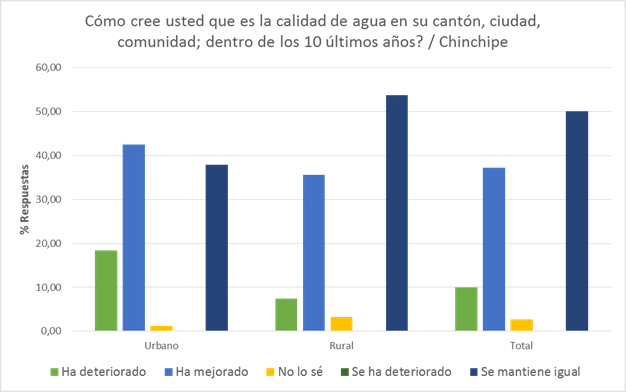 Cómo cree usted que es la calidad de agua en su cantón, ciudad,
comunidad; dentro de los 10 últimos años? / Chinchipe
60,00
50,00
40,00
30,00
20,00
10,00
0,00
% Respuestas
Urbano
Rural
Total
Ha deteriorado
Ha mejorado
No lo sé
Se ha deteriorado
Se mantiene igual